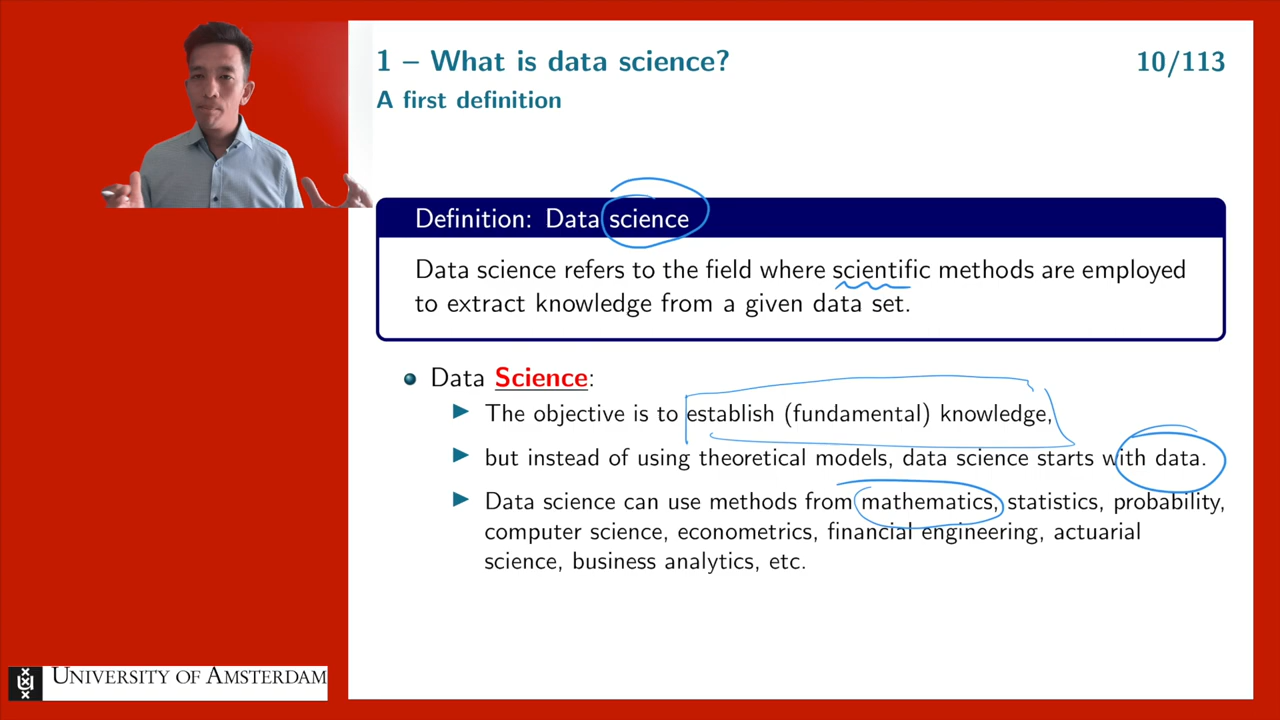 1 – What is data science?
10/113
A first definition
Definition: Data science
Data science refers to the field where scientific methods are employed
to extract knowledge from a given data set.
Data Science:
The objective is to establish (fundamental) knowledge,
but instead of using theoretical models, data science starts with data.
Data science can use methods from mathematics, statistics, probability,
computer science, econometrics, financial engineering, actuarial
science, business analytics, etc.
UNIVERSITY OF AMSTERDAM